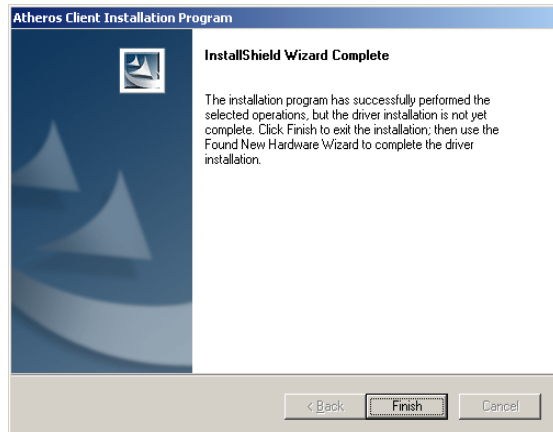 Atheros Client Installation Program
InstallShield Wizard Complete
The installation program has successfully performed the
selected operations, but the driver installation is not yet
complete. Click Finish to exit the installation; then use the
Found New Hardware Wizard to complete the driver
installation.
< Back
Finish
Cancel